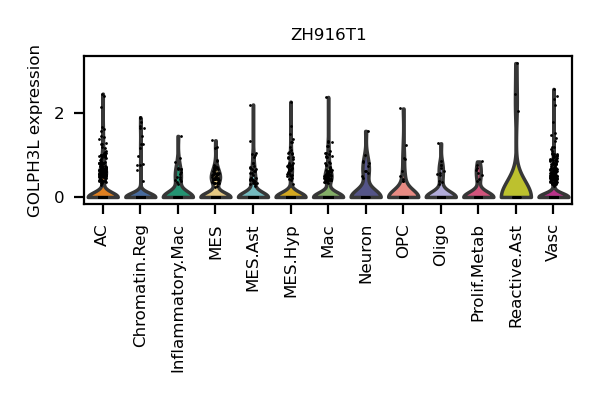 ZH916T1
GOLPH3L expression
2
0
AC
Chromatin.Reg
Inflammatory.Mac
MES
MES.Ast
MES.Hyp
Mac
Neuron
OPC
Oligo
Prolif.Metab
Reactive.Ast
Vasc